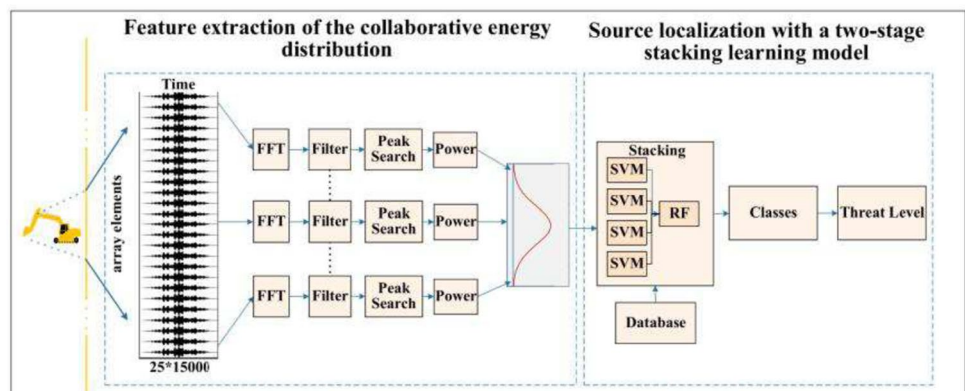 Feature extraction of the collaborative energy
distribution
Source localization with a two-stage
stacking learning model
Time
array elements
25*15000
FFT
Filter
Peak
Search
Power
FFT
Filter
Peak
Search
Power
FFT
Filter
Peak
Search
Power
Stacking
SVM
SVM
SVM
SVM
RF
Database
Classes
Threat Level